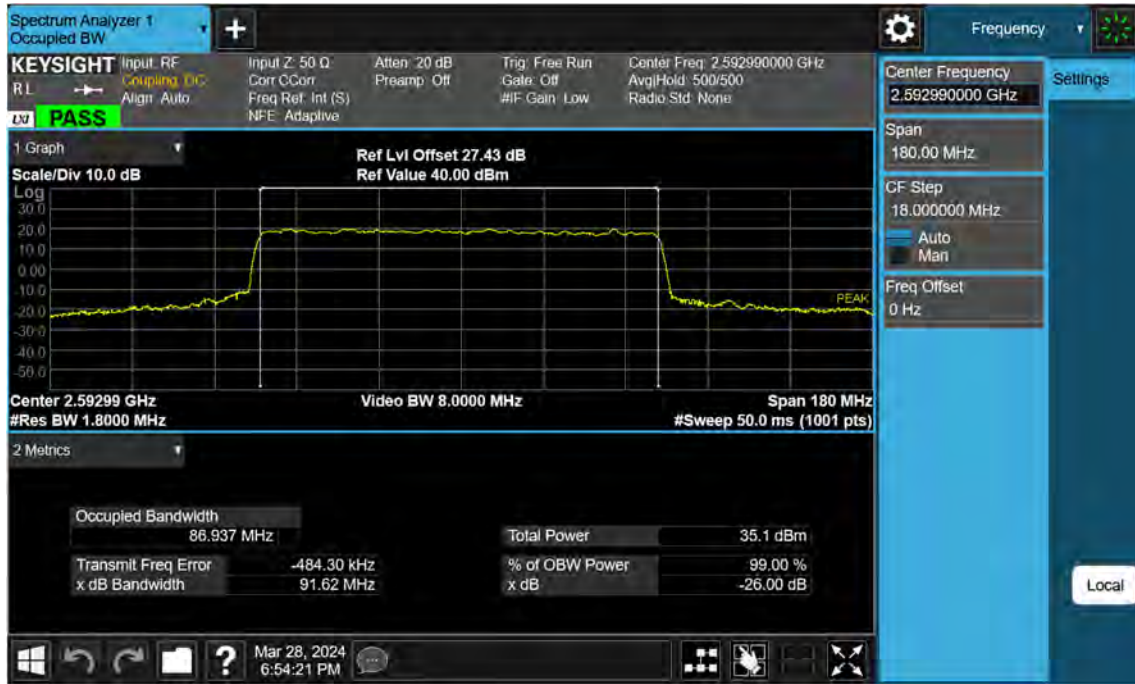 Spectrum Analyzer 1
Occupied BW
+
Frequency
KEYSIGHT
R L
LXI PASS
Input: RF
Coupling: DC
Align: Auto
Input Z: 50 Ω
Corr CCorr
Freq Ref: Int (S)
NFE: Adaptive
Atten: 20 dB
Preamp: Off
Trig: Free Run
Gate: Off
#IF Gain: Low
Center Freq: 2.592990000 GHz
Avg|Hold: 500/500
Radio Std: None
1 Graph
Scale/Div 10.0 dB
Ref Lvl Offset 27.43 dB
Ref Value 40.00 dBm
Log
30.0
20.0
10.0
0.00
-10.0
-20.0
-30.0
-40.0
-50.0
PEAK
Center 2.59299 GHz
#Res BW 1.8000 MHz
Video BW 8.0000 MHz
Span 180 MHz
#Sweep 50.0 ms (1001 pts)
2 Metrics
Occupied Bandwidth
86.937 MHz
Transmit Freq Error -484.30 kHz
x dB Bandwidth 91.62 MHz
Total Power 35.1 dBm
% of OBW Power 99.00 %
x dB -26.00 dB
Center Frequency
2.592990000 GHz
Span
180.00 MHz
CF Step
18.000000 MHz
Auto
Man
Freq Offset
0 Hz
Settings
Local
?
Mar 28, 2024
6:54:21 PM